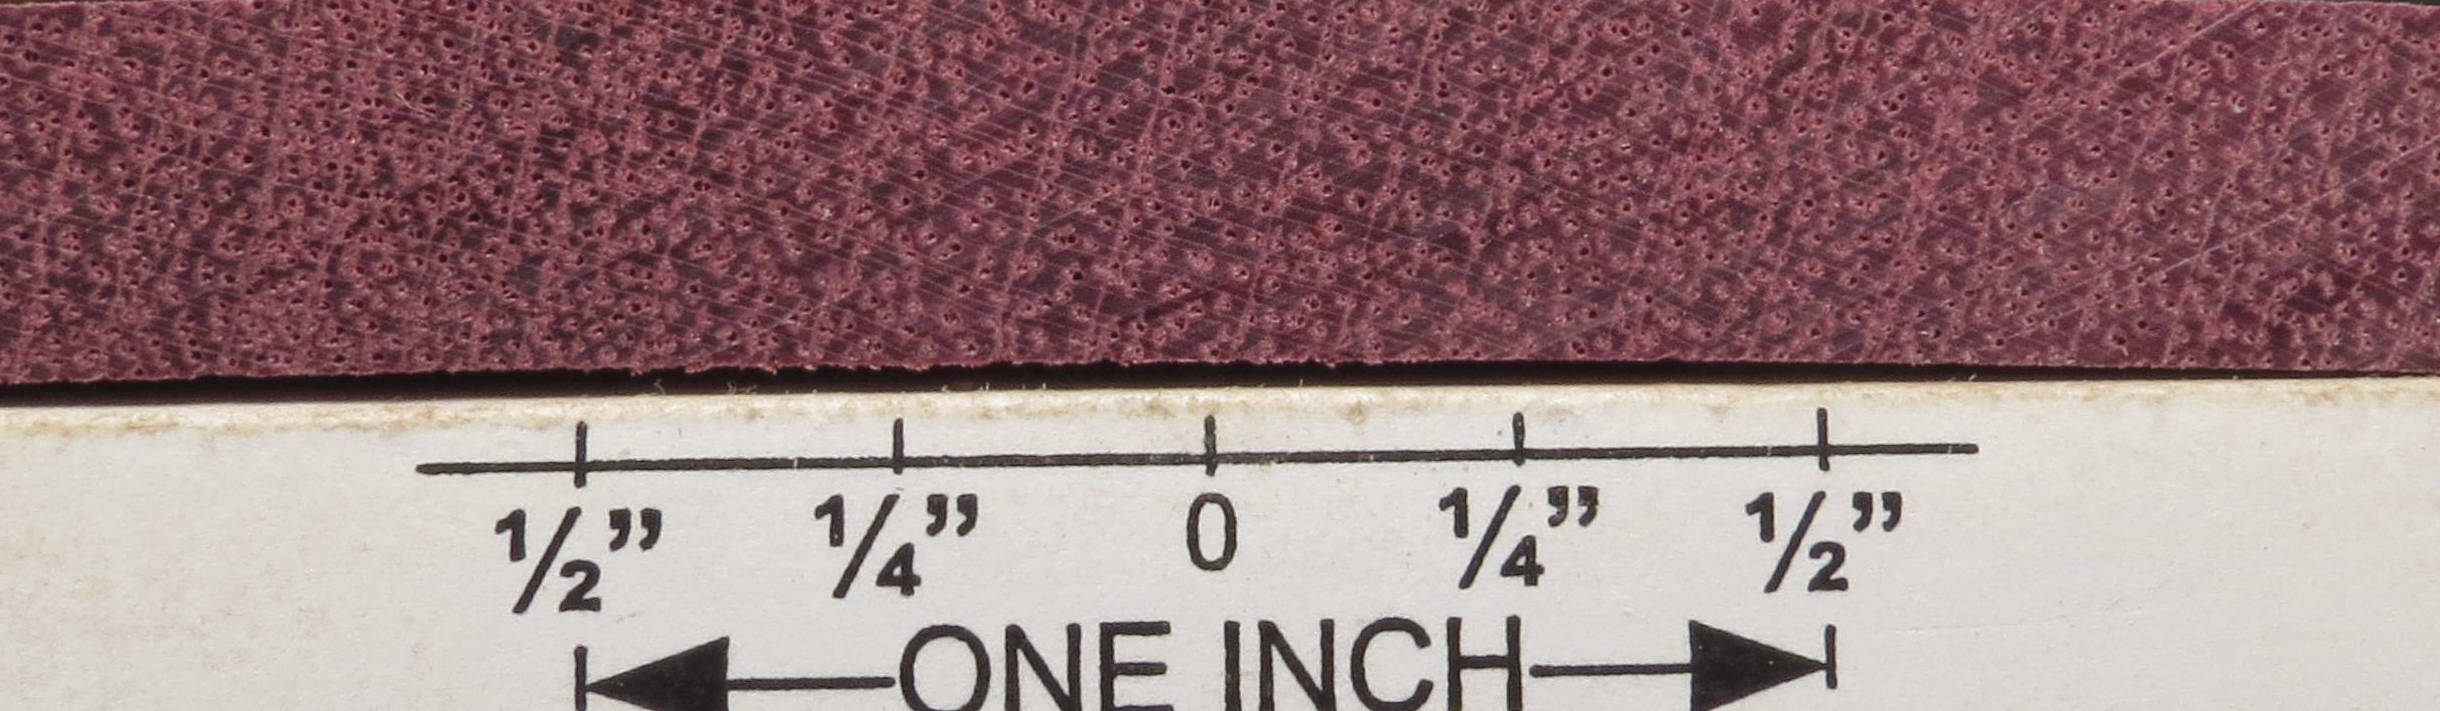 ½” ¼” 0 ¼” ½”
ONE INCH